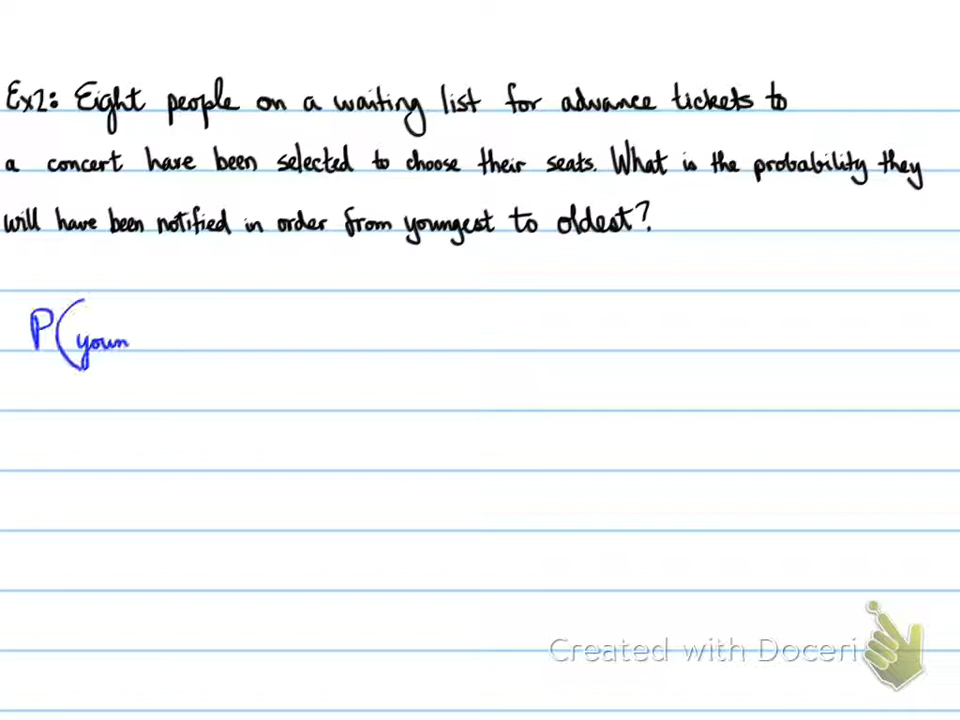 Ex2: Eight people on a waiting list for advance tickets to
a concert have been selected to choose their seats. What is the probability they
will have been notified in order from youngest to oldest?
P(youn
Created with Doceri